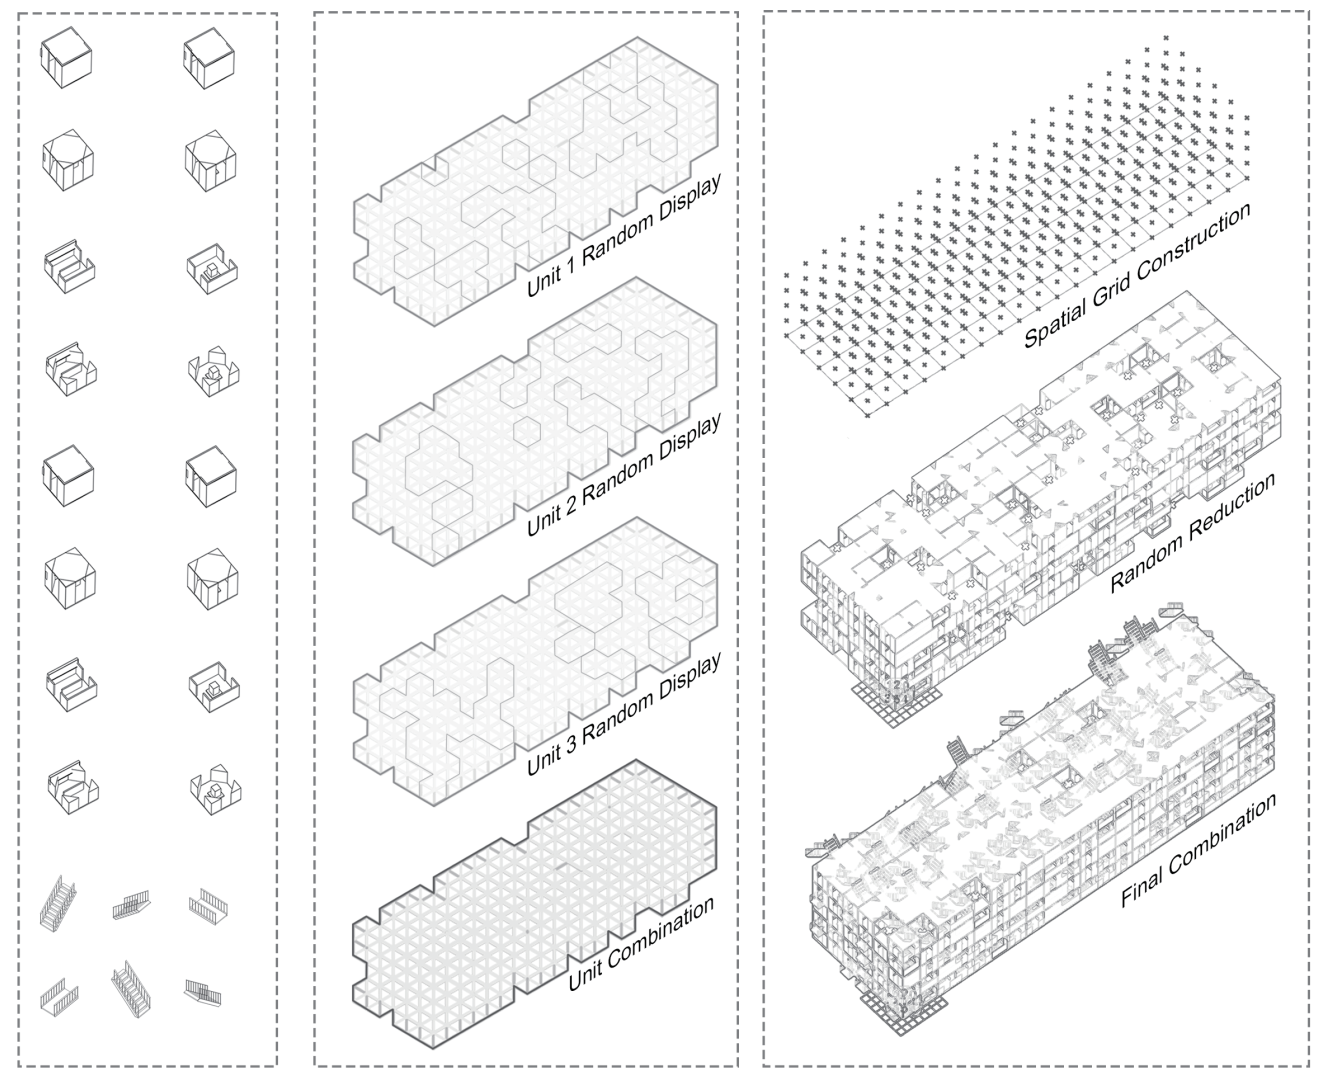 Unit 1 Random Display
Unit 2 Random Display
Unit 3 Random Display
Unit Combination
Spatial Grid Construction
Random Reduction
Final Combination